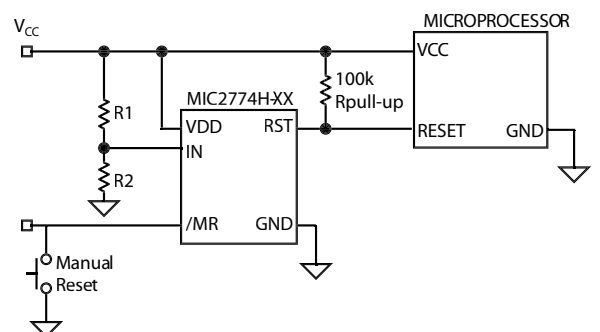 V_CC
MICROPROCESSOR
VCC
100k
Rpull-up
MIC2774H-XX
R1
VDD
RST
IN
RESET
GND
R2
/MR
GND
Manual
Reset